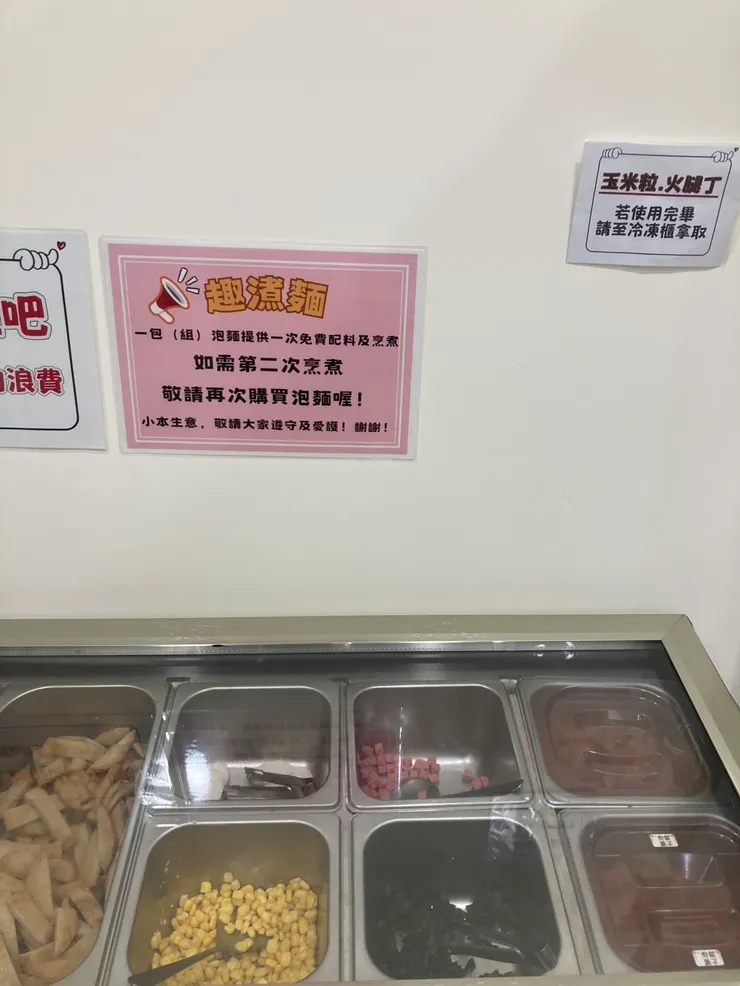 吧
浪費
趣煮麵
一包（組）泡麵提供一次免費配料及烹煮
如需第二次烹煮
敬請再次購買泡麵喔！
小本生意，敬請大家遵守及愛護！謝謝！
玉米粒.火腿丁
若使用完畢
請至冷凍櫃拿取